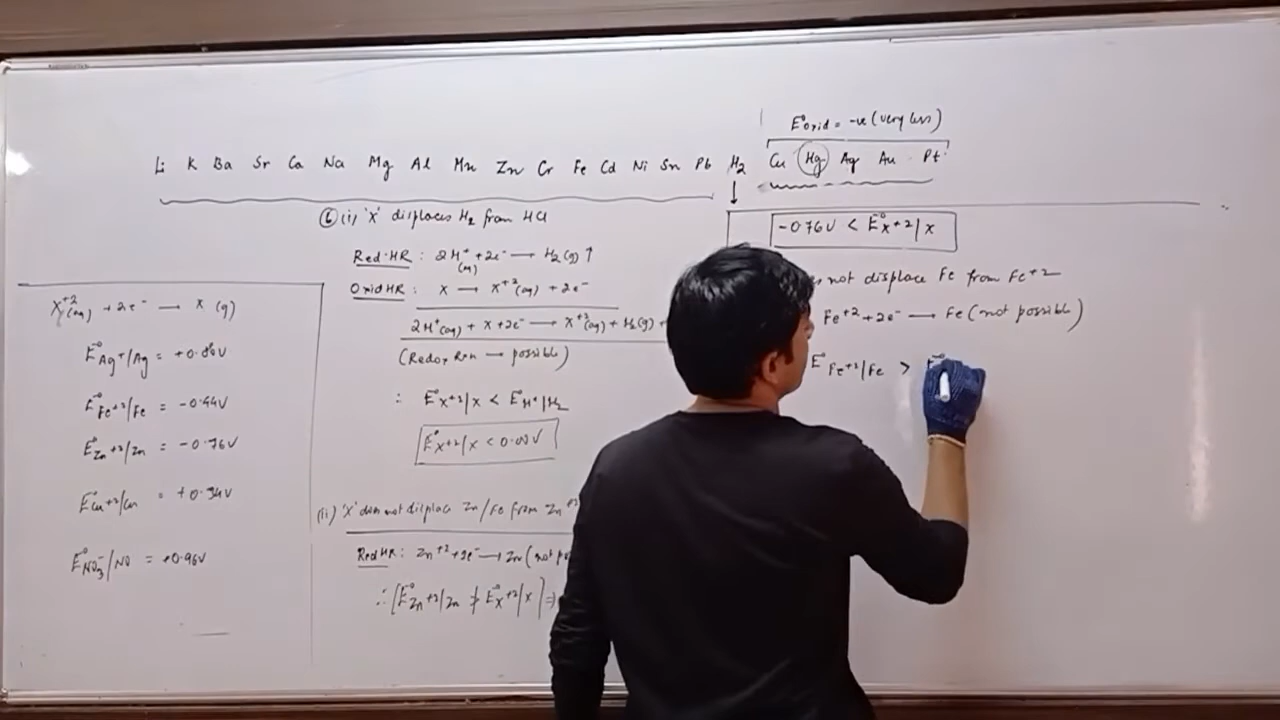 E°oxid = -ve (very less)
Li K Ba Sr Ca Na Mg Al Mn Zn Cr Fe Cd Ni Sn Pb H₂ Cu Hg Ag Au Pt
⑥ (i) 'X' displaces H₂ from HCl
Red·HR : 2H⁺(aq) + 2e⁻ → H₂(g) ↑
Oxid HR : X → X⁺²(aq) + 2e⁻
2H⁺(aq) + X + 2e⁻ → X⁺²(aq) + H₂(g) +
(Redox Rxn → possible)
∴ E°X⁺²/X < E°H⁺/H₂
E°X⁺²/X < 0.00V
(ii) 'X' does not displace Zn/Fe from Zn⁺²
Red HR : Zn⁺² + 2e⁻ → Zn (not
∴ [E°Zn⁺²/Zn ≯ E°X⁺²/X] ⇒
X⁺²(aq) + 2e⁻ → X (g)
E°Ag⁺/Ag = +0.80V
E°Fe⁺²/Fe = -0.44V
E°Zn⁺²/Zn = -0.76V
E°Cu⁺²/Cu = +0.34V
E°NO₃⁻/NO = +0.96V
-0.76V < E°X⁺²/X
not displace Fe from Fe⁺²
Fe⁺² + 2e⁻ → Fe (not possible)
E°Fe⁺²/Fe >